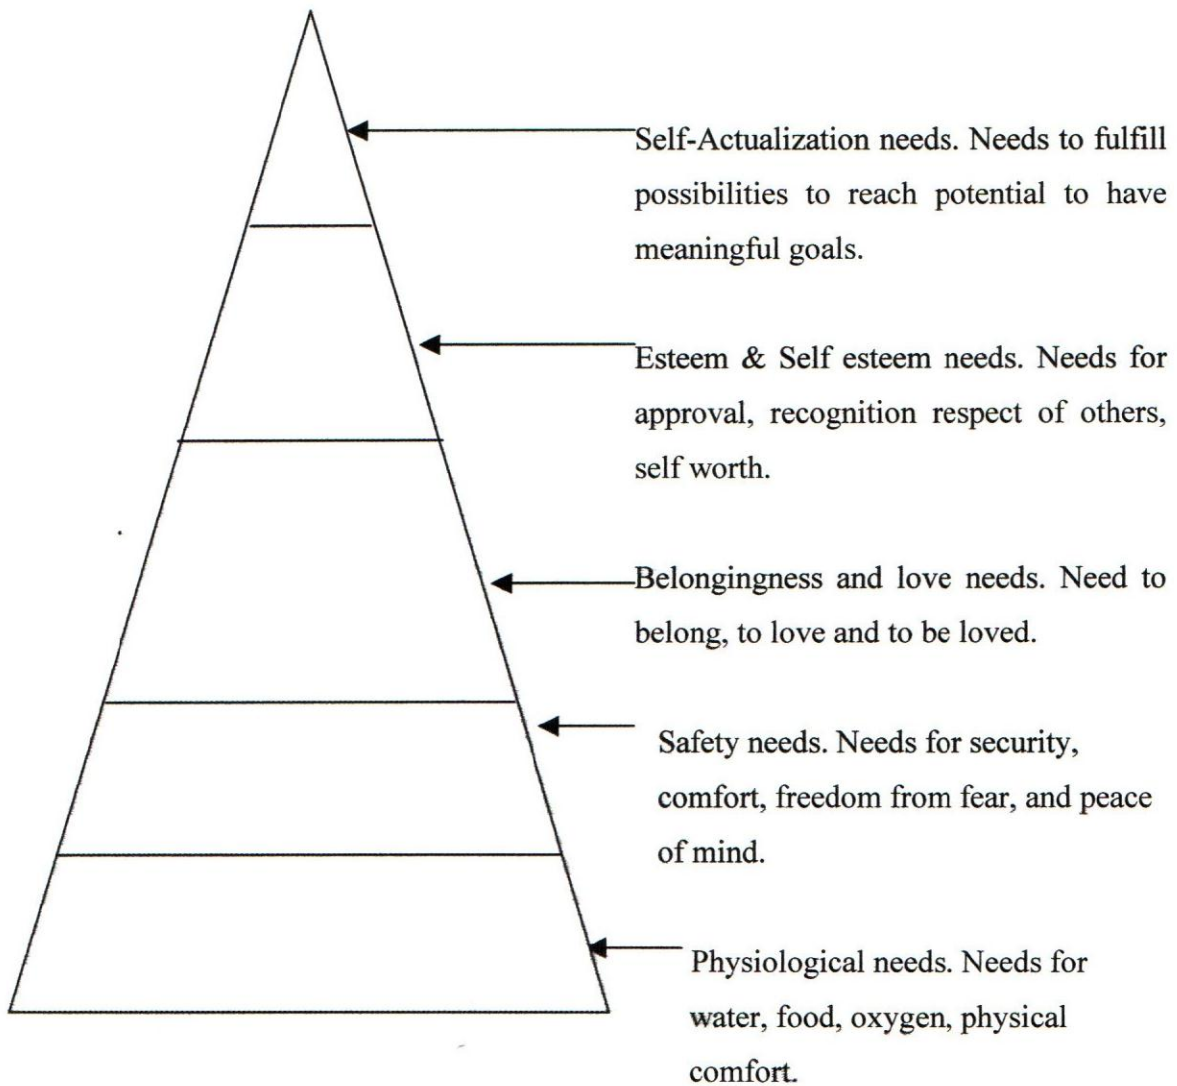 Self-Actualization needs. Needs to fulfill
possibilities to reach potential to have
meaningful goals.
Esteem & Self esteem needs. Needs for
approval, recognition respect of others,
self worth.
Belongingness and love needs. Need to
belong, to love and to be loved.
Safety needs. Needs for security,
comfort, freedom from fear, and peace
of mind.
Physiological needs. Needs for
water, food, oxygen, physical
comfort.